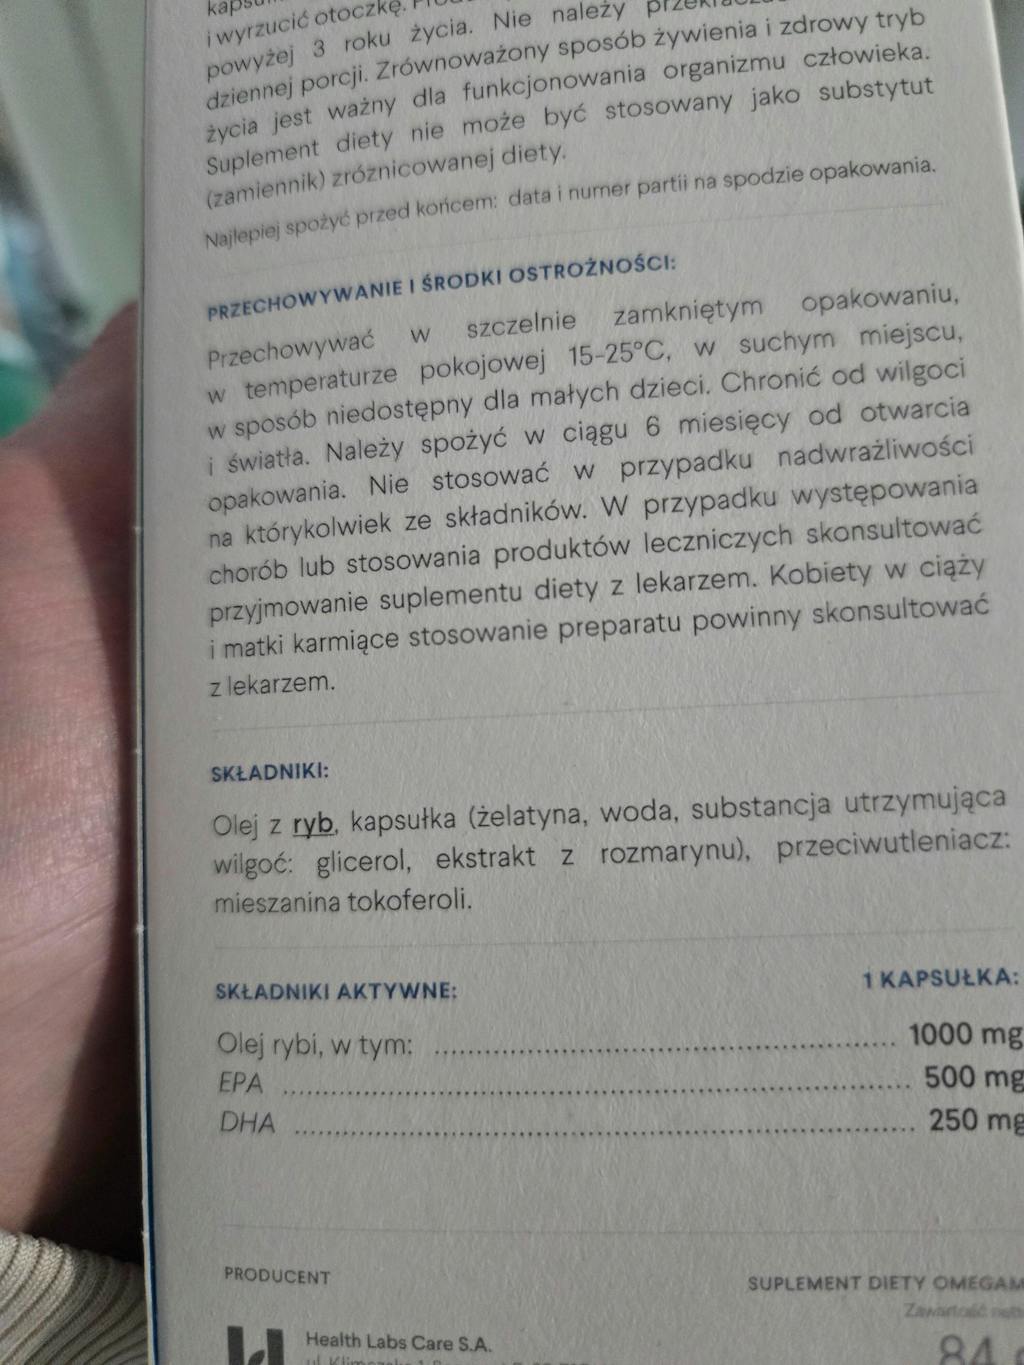 i wyrzucić otoczkę.
powyżej 3 roku życia. Nie należy
dziennej porcji. Zrównoważony sposób żywienia i zdrowy tryb
życia jest ważny dla funkcjonowania organizmu człowieka.
Suplement diety nie może być stosowany jako substytut
(zamiennik) zróznicowanej diety.
Najlepiej spożyć przed końcem: data i numer partii na spodzie opakowania.
PRZECHOWYWANIE I ŚRODKI OSTROŻNOŚCI:
Przechowywać w szczelnie zamkniętym opakowaniu,
w temperaturze pokojowej 15-25°C, w suchym miejscu,
w sposób niedostępny dla małych dzieci. Chronić od wilgoci
i światła. Należy spożyć w ciągu 6 miesięcy od otwarcia
opakowania. Nie stosować w przypadku nadwrażliwości
na którykolwiek ze składników. W przypadku występowania
chorób lub stosowania produktów leczniczych skonsultować
przyjmowanie suplementu diety z lekarzem. Kobiety w ciąży
i matki karmiące stosowanie preparatu powinny skonsultować
z lekarzem.
SKŁADNIKI:
Olej z ryb, kapsułka (żelatyna, woda, substancja utrzymująca
wilgoć: glicerol, ekstrakt z rozmarynu), przeciwutleniacz:
mieszanina tokoferoli.
SKŁADNIKI AKTYWNE: 1 KAPSUŁKA:
Olej rybi, w tym: 1000 mg
EPA 500 mg
DHA 250 mg
PRODUCENT
SUPLEMENT DIETY OMEGAM
Zawartość netto
Health Labs Care S.A.
84